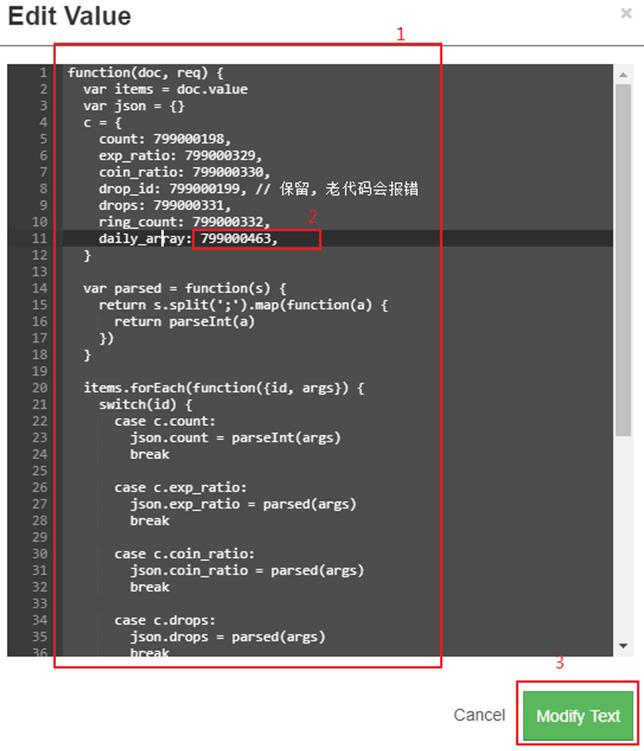 Edit Value
×
1
1 function(doc, req) {
2 var items = doc.value
3 var json = {}
4 c = {
5 count: 799000198,
6 exp_ratio: 799000329,
7 coin_ratio: 799000330,
8 drop_id: 799000199, // 保留, 老代码会报错
9 drops: 799000331,
10 ring_count: 799000332,
2
11 daily_array: 799000463,
12 }
13
14 var parsed = function(s) {
15 return s.split(';').map(function(a) {
16 return parseInt(a)
17 })
18 }
19
20 items.forEach(function({id, args}) {
21 switch(id) {
22 case c.count:
23 json.count = parseInt(args)
24 break
25
26 case c.exp_ratio:
27 json.exp_ratio = parsed(args)
28 break
29
30 case c.coin_ratio:
31 json.coin_ratio = parsed(args)
32 break
33
34 case c.drops:
35 json.drops = parsed(args)
36 break
3
Cancel
Modify Text